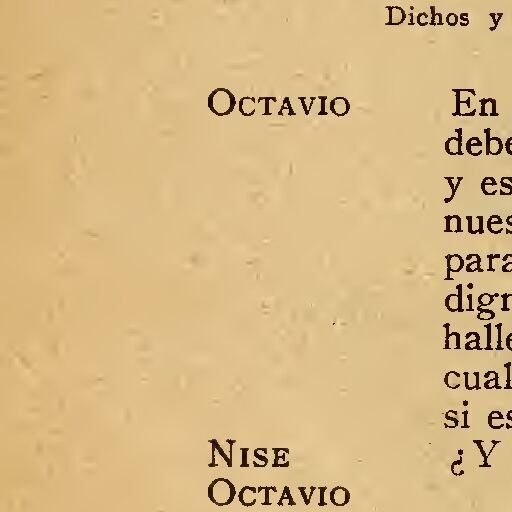 Dichos y
OCTAVIO En
debe
y es
nues
para
dign
halle
cual
si es
NISE ¿Y
OCTAVIO